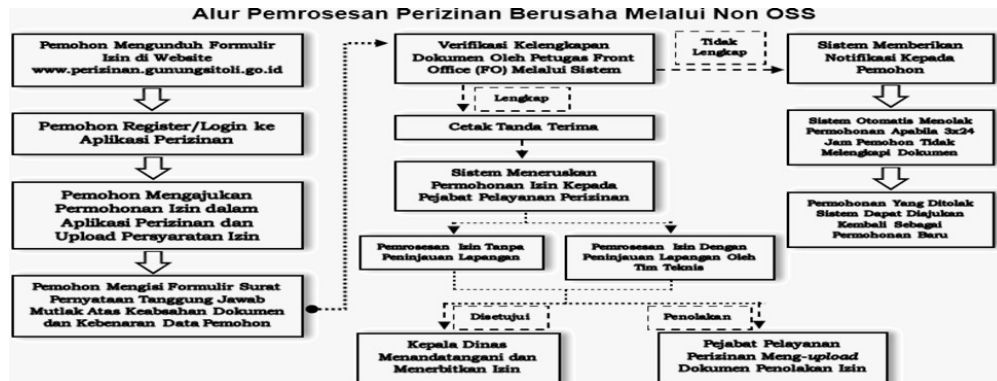 Alur Pemrosesan Perizinan Berusaha Melalui Non OSS
Pemohon Mengunduh Formulir
Izin di Website
www.perizinan.gunungsitoli.go.id
Pemohon Register/Login ke
Aplikasi Perizinan
Pemohon Mengajukan
Permohonan Izin dalam
Aplikasi Perizinan dan
Upload Persyaratan Izin
Pemohon Mengisi Formulir Surat
Pernyataan Tanggung Jawab
Mutlak Atas Keabsahan Dokumen
dan Kebenaran Data Pemohon
Verifikasi Kelengkapan
Dokumen Oleh Petugas Front
Office (FO) Melalui Sistem
Tidak
Lengkap
Lengkap
Cetak Tanda Terima
Sistem Meneruskan
Permohonan Izin Kepada
Pejabat Pelayanan Perizinan
Pemrosesan Izin Tanpa
Peninjauan Lapangan
Pemrosesan Izin Dengan
Peninjauan Lapangan Oleh
Tim Teknis
Disetujui
Penolakan
Kepala Dinas
Menandatangani dan
Menerbitkan Izin
Pejabat Pelayanan
Perizinan Meng-upload
Dokumen Penolakan Izin
Sistem Memberikan
Notifikasi Kepada
Pemohon
Sistem Otomatis Menolak
Permohonan Apabila 3x24
Jam Pemohon Tidak
Melengkapi Dokumen
Permohonan Yang Ditolak
Sistem Dapat Diajukan
Kembali Sebagai
Permohonan Baru